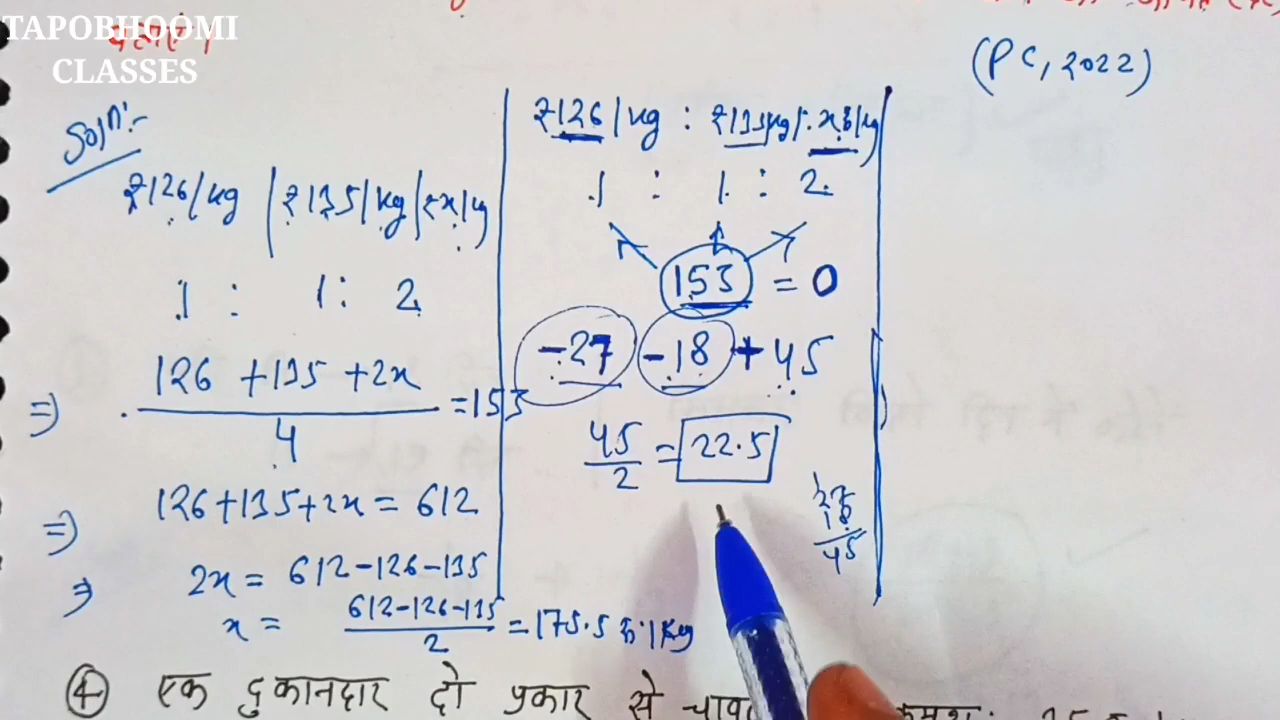 TAPOBHOOMI
CLASSES
(PC, 2022)
Soln:-
₹126/kg | ₹135/kg | ₹x/kg
1 : 1 : 2
⇒ 126 + 135 + 2x / 4 = 153
⇒ 126+135+2x = 612
⇒ 2x = 612-126-135
x = 612-126-135 / 2 = 175.5 रु./kg
₹126/kg : ₹135/kg :
1 : 1 : 2
153 = 0
-27 -18 +45
45/2 = 22.5
27
18
45
④ एक दुकानदार दो प्रकार से